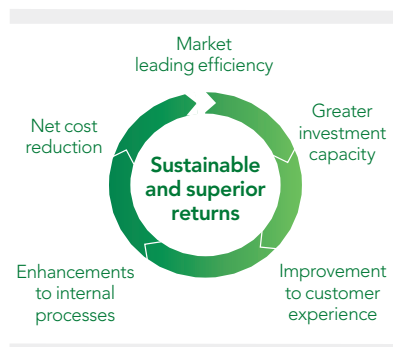 Market
leading efficiency
Greater
investment
capacity
Improvement
to customer
experience
Enhancements
to internal
processes
Net cost
reduction
Sustainable
and superior
returns